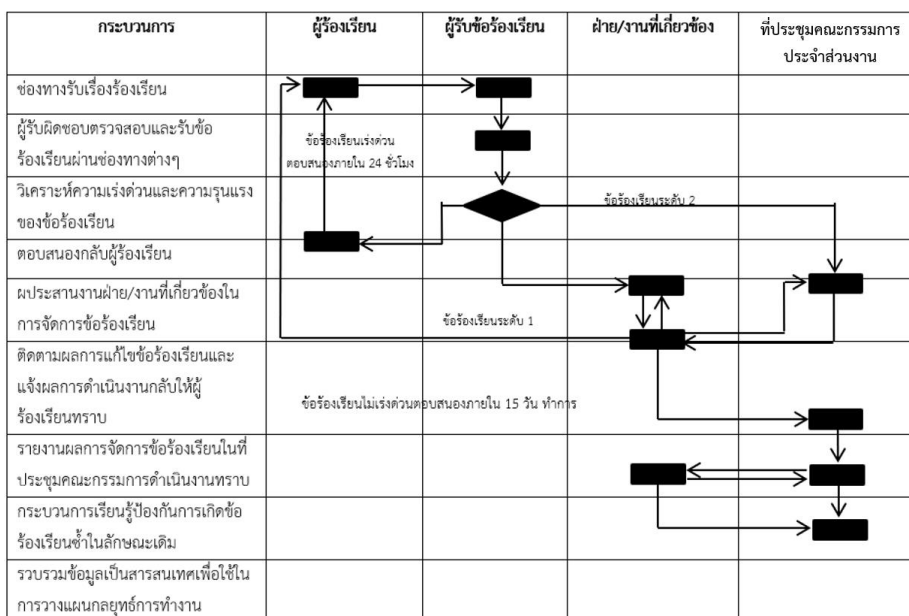 กระบวนการ
ผู้ร้องเรียน
ผู้รับข้อร้องเรียน
ฝ่าย/งานที่เกี่ยวข้อง
ที่ประชุมคณะกรรมการ
ประจำส่วนงาน
ช่องทางรับเรื่องร้องเรียน
ผู้รับผิดชอบตรวจสอบและรับข้อ
ร้องเรียนผ่านช่องทางต่างๆ
ข้อร้องเรียนเร่งด่วน
ตอบสนองภายใน 24 ชั่วโมง
วิเคราะห์ความเร่งด่วนและความรุนแรง
ของข้อร้องเรียน
ข้อร้องเรียนระดับ 2
ตอบสนองกลับผู้ร้องเรียน
ผประสานงานฝ่าย/งานที่เกี่ยวข้องใน
การจัดการข้อร้องเรียน
ข้อร้องเรียนระดับ 1
ติดตามผลการแก้ไขข้อร้องเรียนและ
แจ้งผลการดำเนินงานกลับให้ผู้
ร้องเรียนทราบ
ข้อร้องเรียนไม่เร่งด่วนตอบสนองภายใน 15 วัน ทำการ
รายงานผลการจัดการข้อร้องเรียนในที่
ประชุมคณะกรรมการดำเนินงานทราบ
กระบวนการเรียนรู้ป้องกันการเกิดข้อ
ร้องเรียนซ้ำในลักษณะเดิม
รวบรวมข้อมูลเป็นสารสนเทศเพื่อใช้ใน
การวางแผนกลยุทธ์การทำงาน